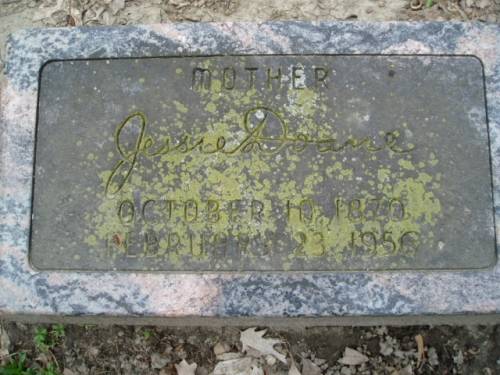 MOTHER
Jessie Doane
OCTOBER 10 1870
FEBRUARY 23 1956